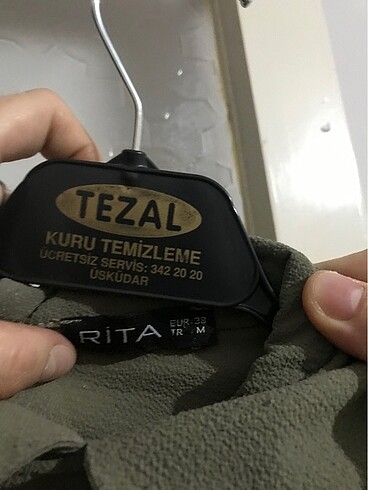 TEZAL
KURU TEMİZLEME
ÜCRETSİZ SERVİS: 342 20 20
ÜSKÜDAR
RİTA
EUR 38
TR M